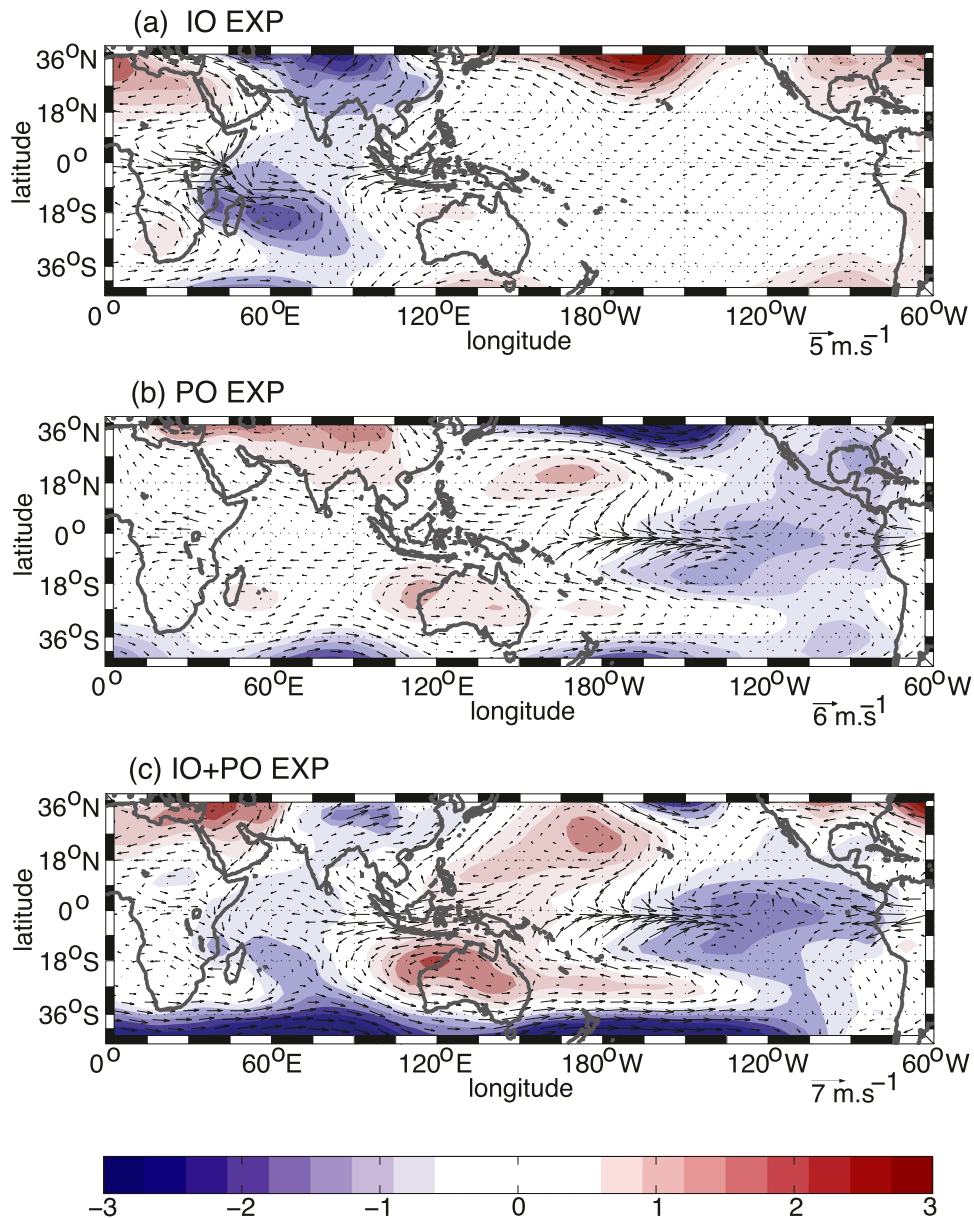 (a) IO EXP
36°N
18°N
0°
18°S
36°S
latitude
0° 60°E 120°E 180°W 120°W 60°W
longitude
5 m.s⁻¹
(b) PO EXP
36°N
18°N
0°
18°S
36°S
latitude
0° 60°E 120°E 180°W 120°W 60°W
longitude
6 m.s⁻¹
(c) IO+PO EXP
36°N
18°N
0°
18°S
36°S
latitude
0° 60°E 120°E 180°W 120°W 60°W
longitude
7 m.s⁻¹
−3 −2 −1 0 1 2 3